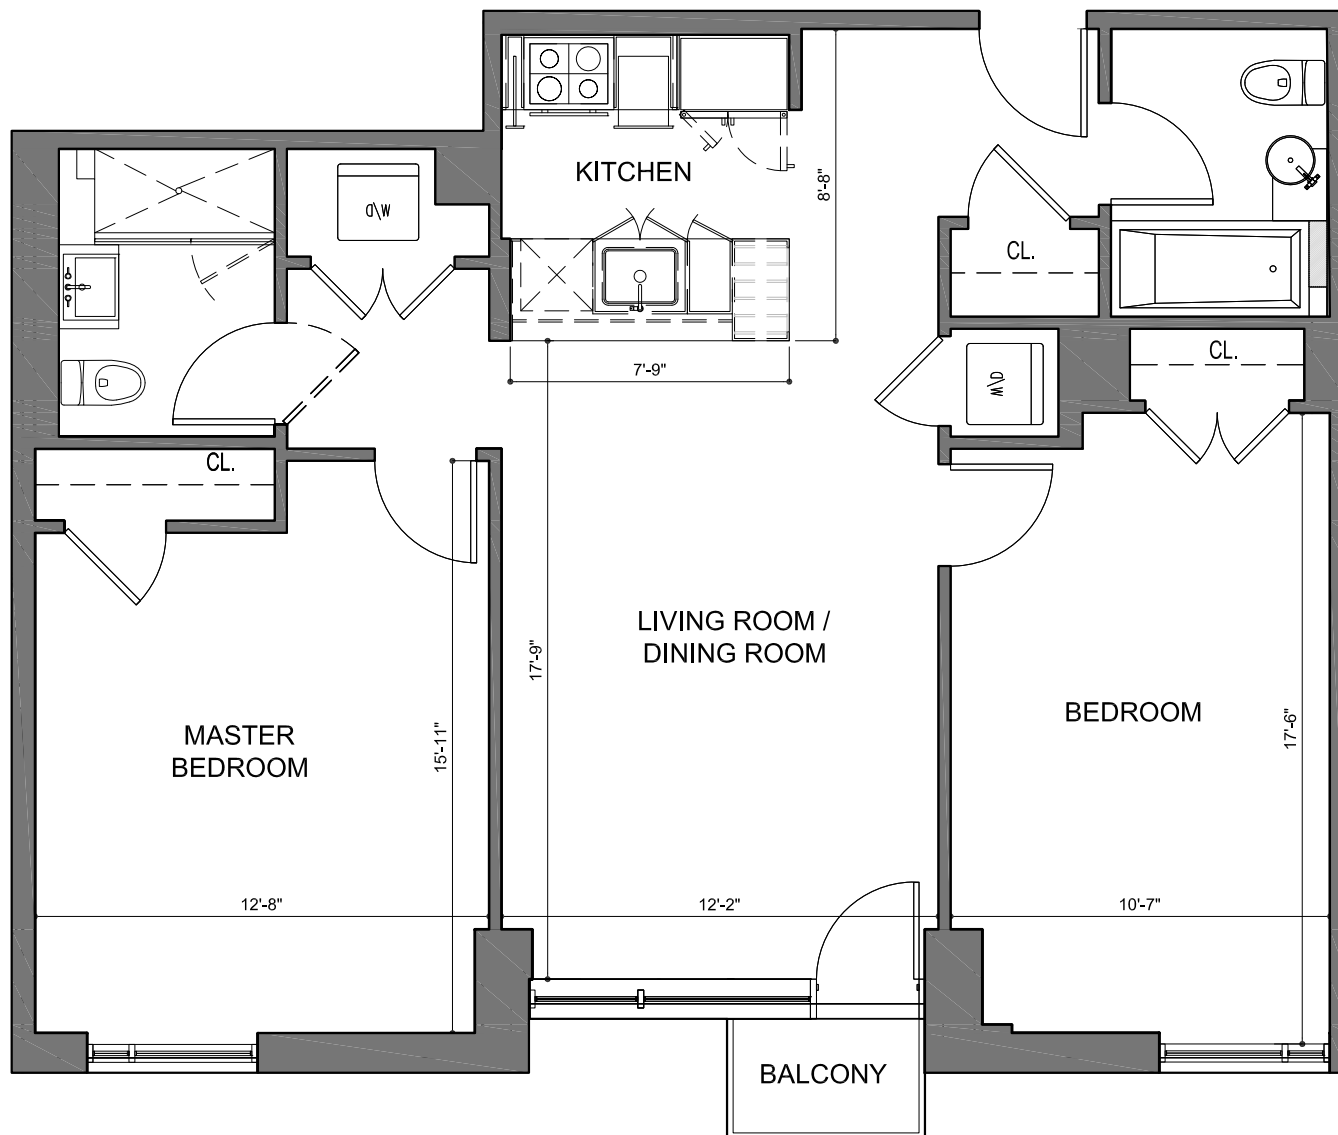 KITCHEN
8'-8"
W/D
CL.
7'-9"
W/D
CL.
CL.
LIVING ROOM /
DINING ROOM
17'-9"
15'-11"
MASTER
BEDROOM
BEDROOM
17'-6"
12'-8"
12'-2"
10'-7"
BALCONY